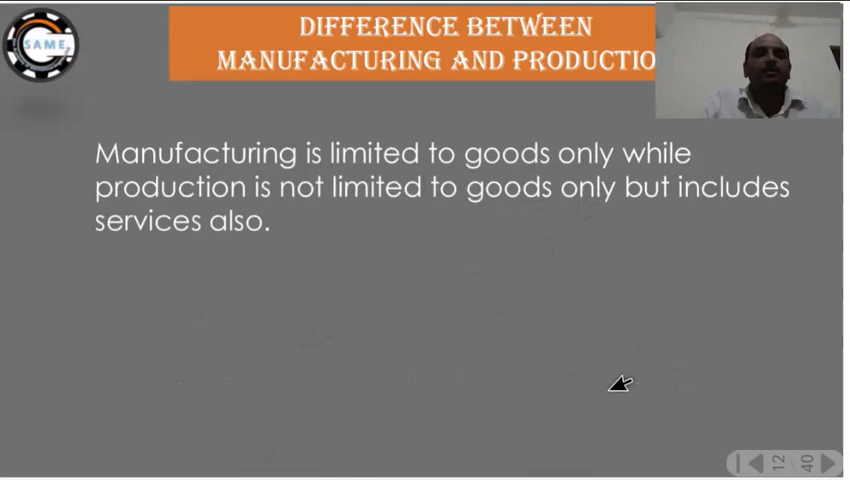 DIFFERENCE BETWEEN
MANUFACTURING AND PRODUCTIO
SAME
Manufacturing is limited to goods only while
production is not limited to goods only but includes
services also.
12 / 40